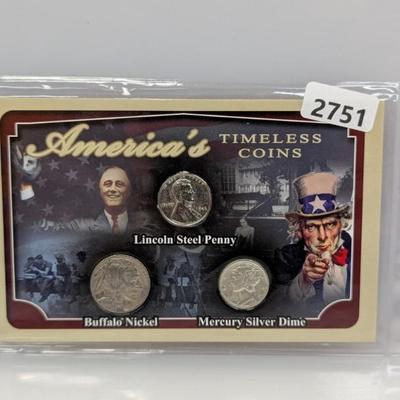 2751
America's
TIMELESS
COINS
Lincoln Steel Penny
Buffalo Nickel
Mercury Silver Dime